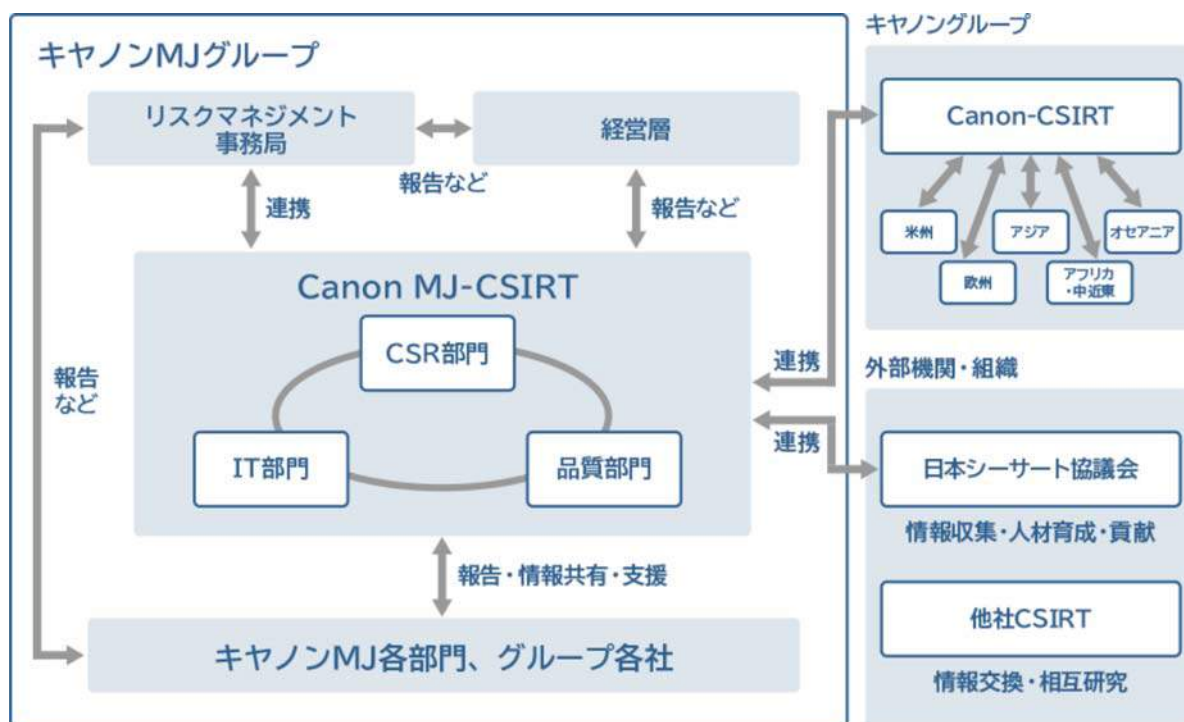 キヤノンMJグループ
リスクマネジメント
事務局
経営層
報告など
連携
報告など
Canon MJ-CSIRT
CSR部門
IT部門
品質部門
報告
など
報告・情報共有・支援
キヤノンMJ各部門、グループ各社
連携
連携
キヤノングループ
Canon-CSIRT
米州
アジア
オセアニア
欧州
アフリカ
・中近東
外部機関・組織
日本シーサート協議会
情報収集・人材育成・貢献
他社CSIRT
情報交換・相互研究